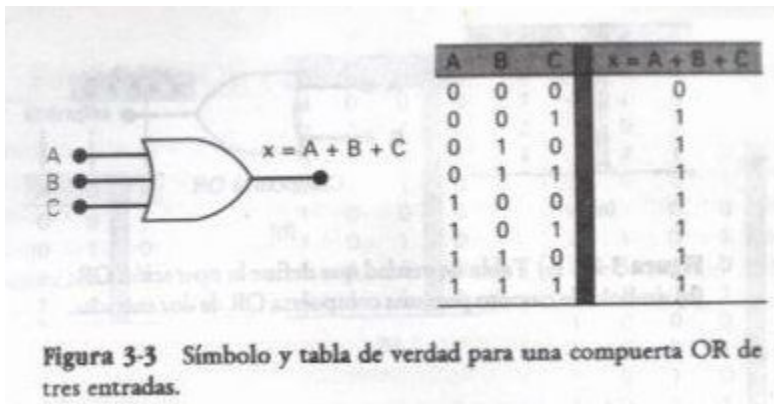 A B C x = A + B + C
0 0 0 0
0 0 1 1
0 1 0 1
0 1 1 1
1 0 0 1
1 0 1 1
1 1 0 1
1 1 1 1
A
B
C
x = A + B + C
Figura 3-3 Símbolo y tabla de verdad para una compuerta OR de
tres entradas.